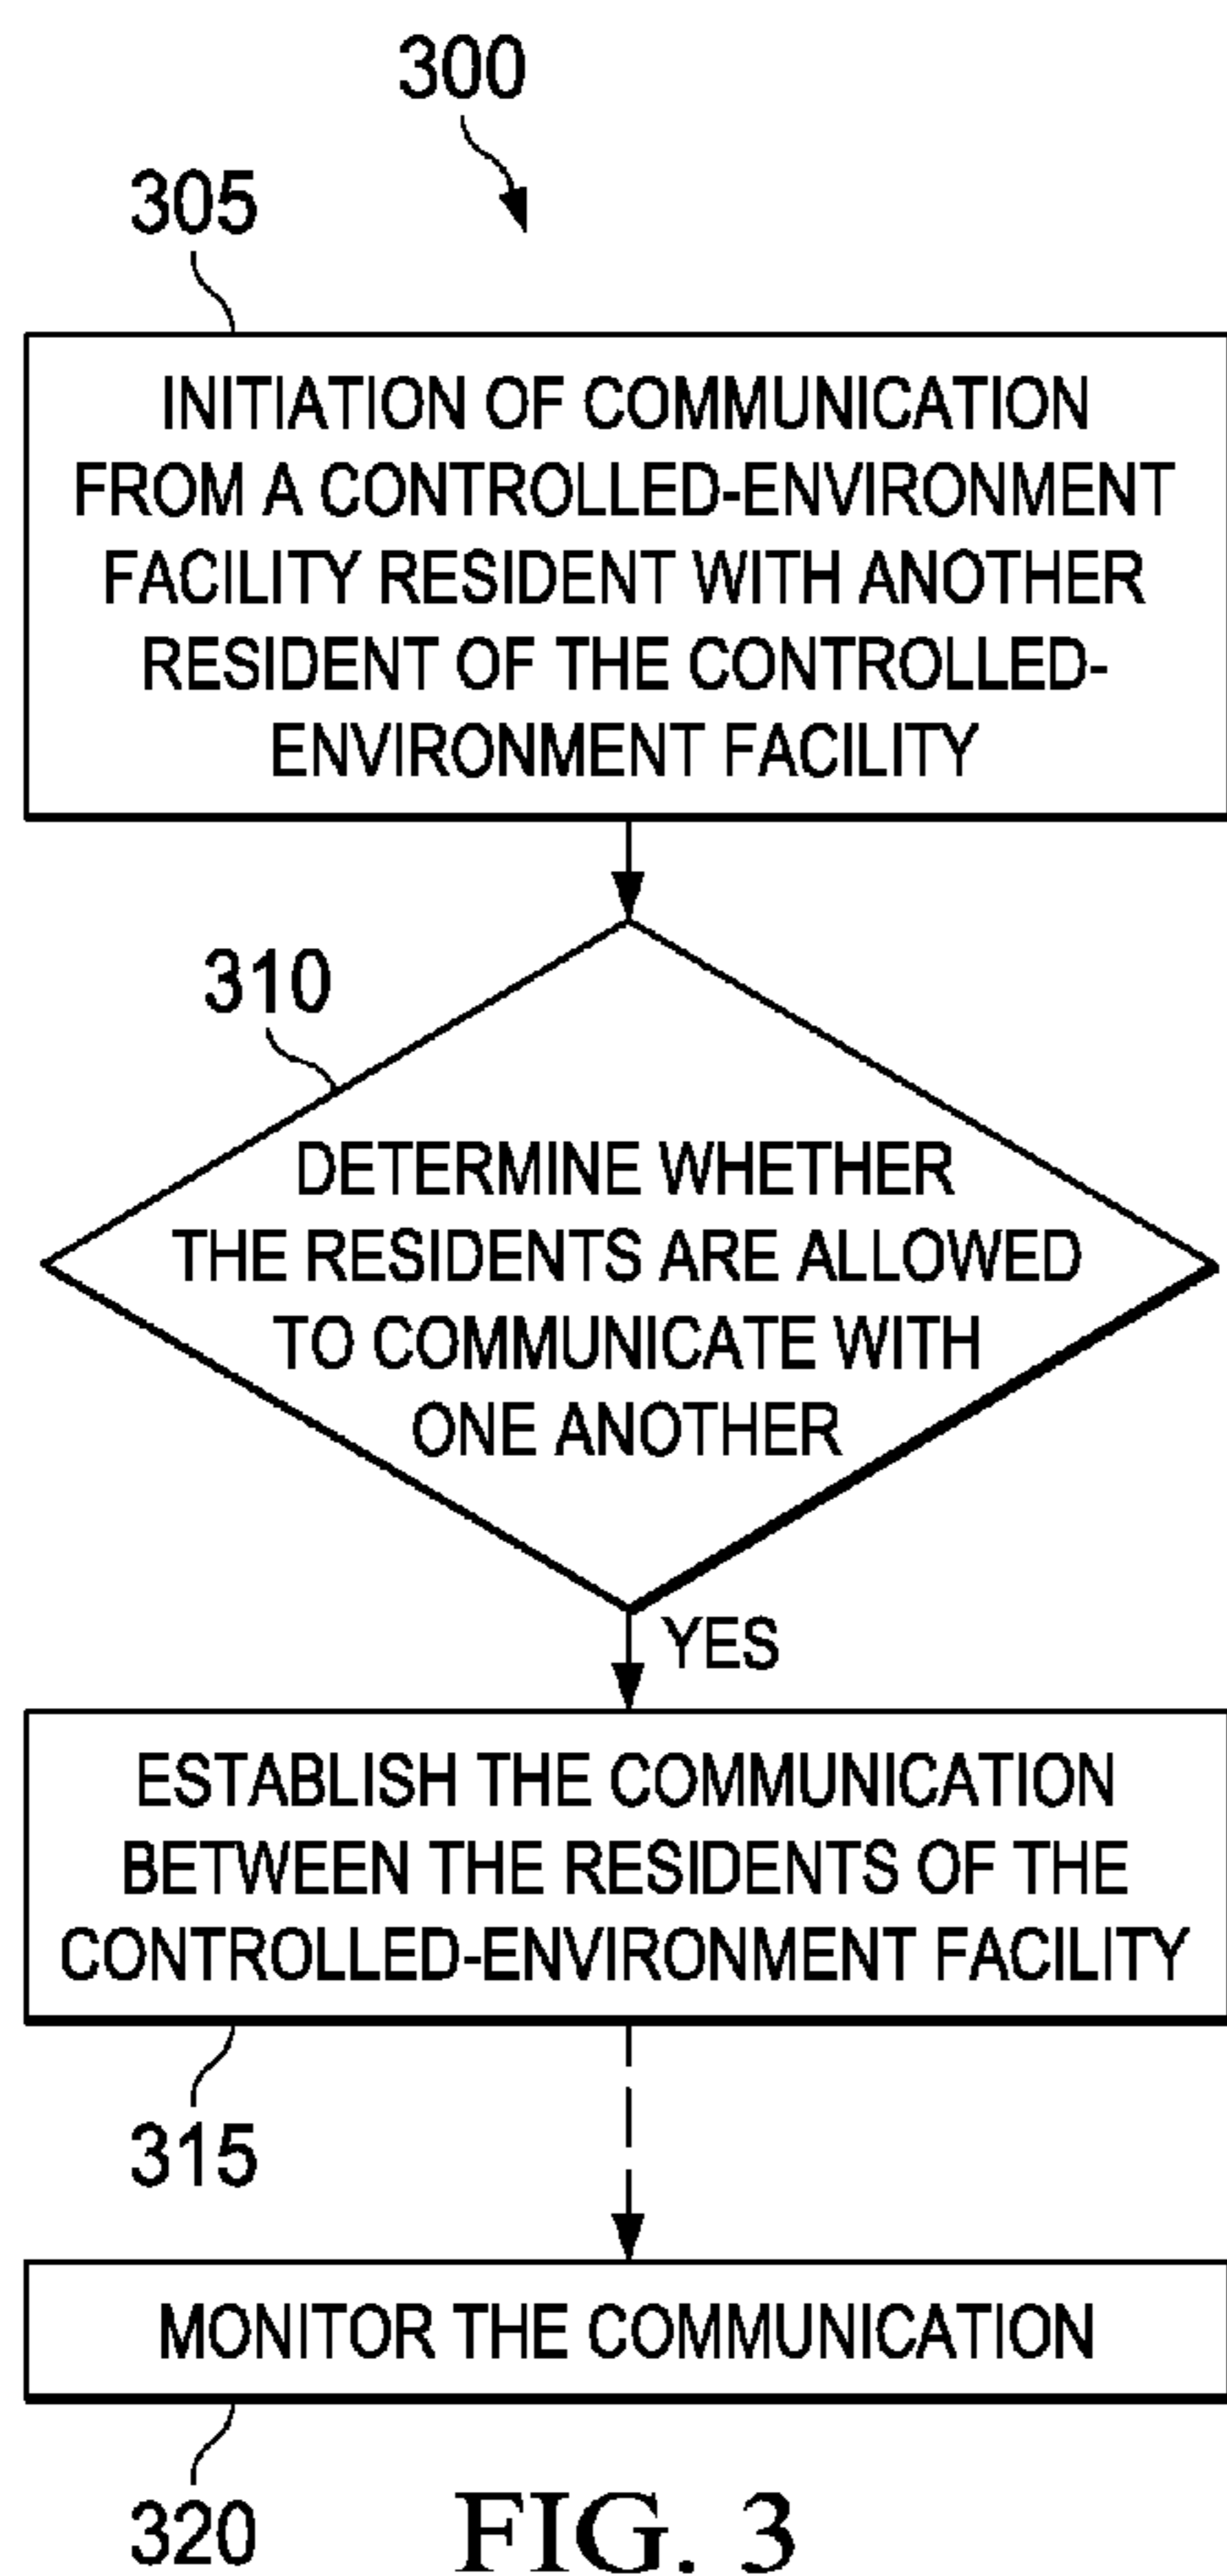 300
305
INITIATION OF COMMUNICATION
FROM A CONTROLLED-ENVIRONMENT
FACILITY RESIDENT WITH ANOTHER
RESIDENT OF THE CONTROLLED-
ENVIRONMENT FACILITY
310
DETERMINE WHETHER
THE RESIDENTS ARE ALLOWED
TO COMMUNICATE WITH
ONE ANOTHER
YES
ESTABLISH THE COMMUNICATION
BETWEEN THE RESIDENTS OF THE
CONTROLLED-ENVIRONMENT FACILITY
315
MONITOR THE COMMUNICATION
320
FIG. 3